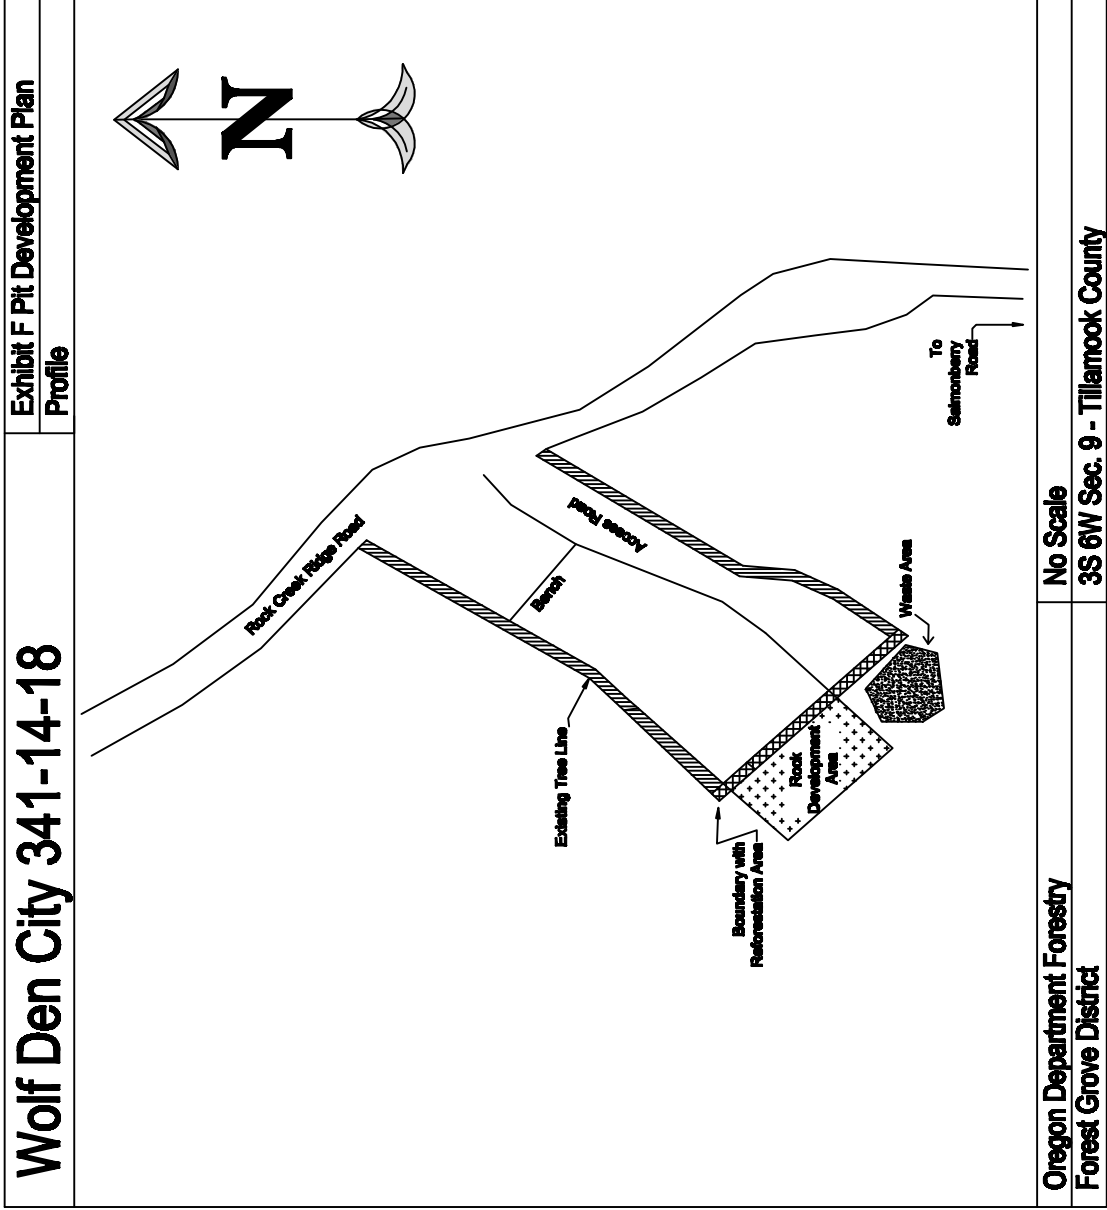 Wolf Den City 341-14-18
Exhibit F Pit Development Plan
Profile
N
Rock Creek Ridge Road
Access Road
Bench
Existing Tree Line
To
Salmonberry
Road
Waste Area
Rock
Development
Area
Boundary with
Reforestation Area
Oregon Department Forestry
Forest Grove District
No Scale
3S 6W Sec. 9 - Tillamook County